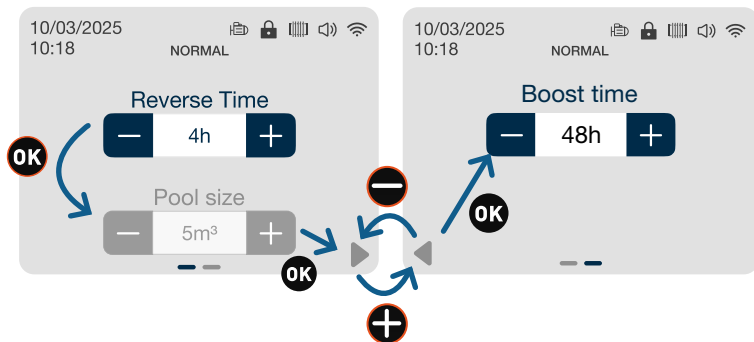 10/03/2025
10:18
NORMAL
Reverse Time
− 4h +
OK
Pool size
− 5m³ +
OK
10/03/2025
10:18
NORMAL
Boost time
− 48h +
−
OK
+